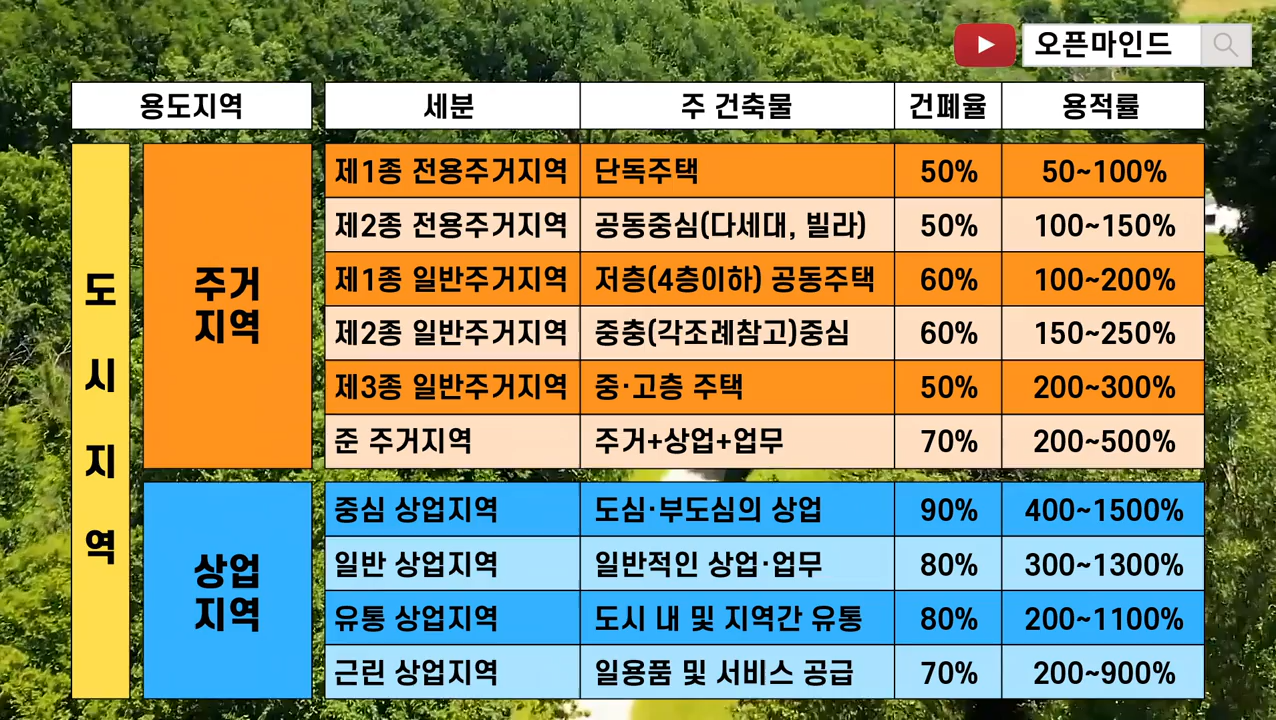 오픈마인드
용도지역 세분 주 건축물 건폐율 용적률
도시지역
주거
지역
제1종 전용주거지역 단독주택 50% 50~100%
제2종 전용주거지역 공동중심(다세대, 빌라) 50% 100~150%
제1종 일반주거지역 저층(4층이하) 공동주택 60% 100~200%
제2종 일반주거지역 중충(각조례참고)중심 60% 150~250%
제3종 일반주거지역 중·고층 주택 50% 200~300%
준 주거지역 주거+상업+업무 70% 200~500%
상업
지역
중심 상업지역 도심·부도심의 상업 90% 400~1500%
일반 상업지역 일반적인 상업·업무 80% 300~1300%
유통 상업지역 도시 내 및 지역간 유통 80% 200~1100%
근린 상업지역 일용품 및 서비스 공급 70% 200~900%